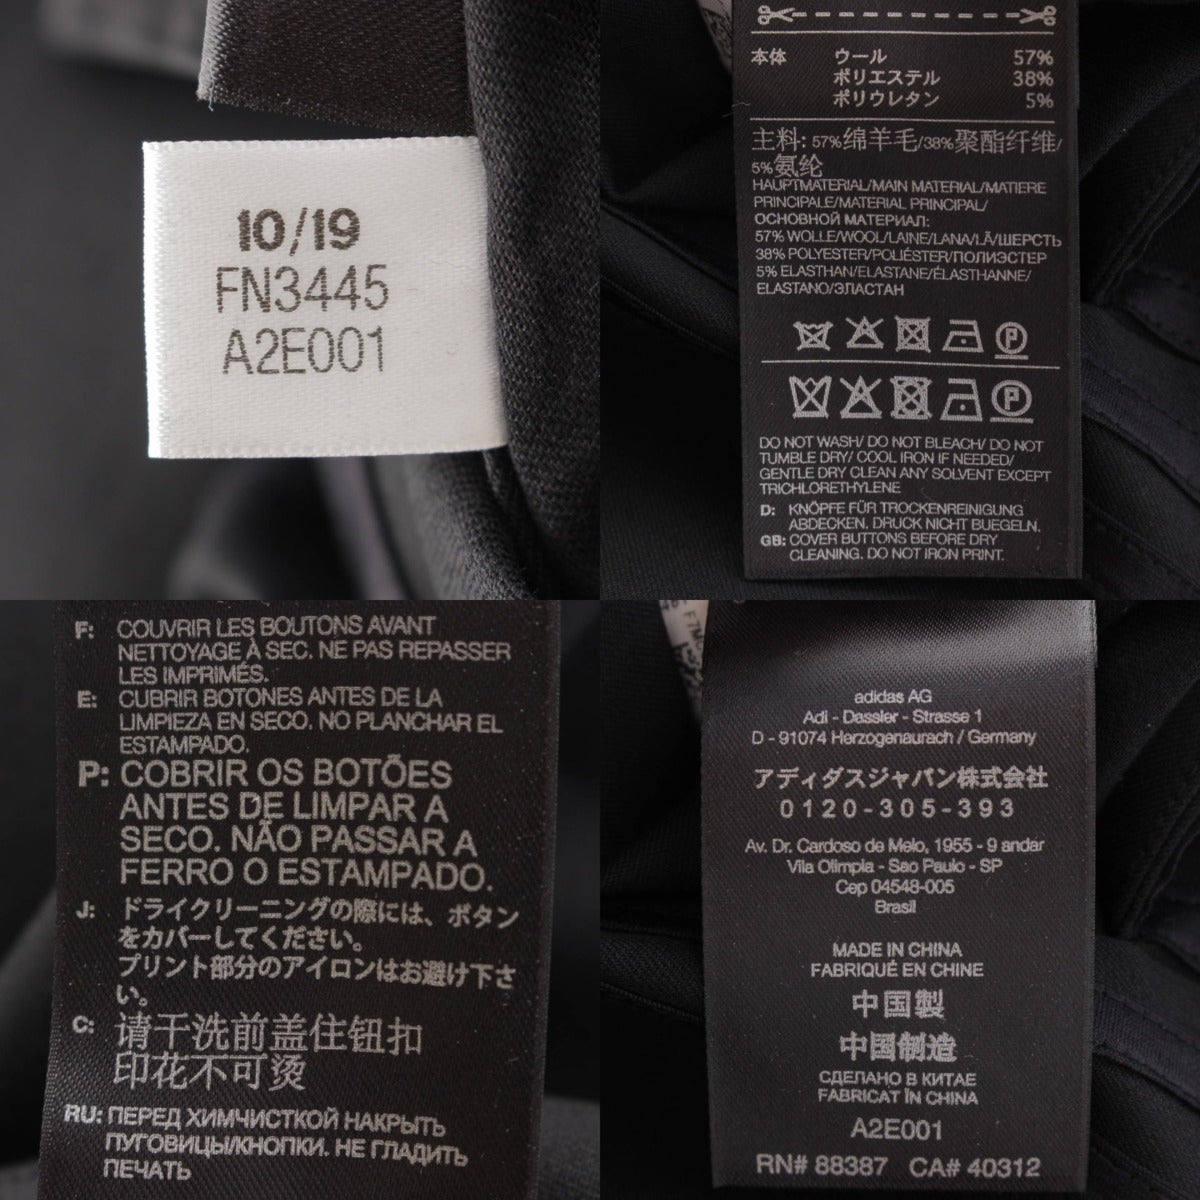 10/19
FN3445
A2E001
本体 ウール 57%
ポリエステル 38%
ポリウレタン 5%
主料: 57%绵羊毛/38%聚酯纤维/
5%氨纶
HAUPTMATERIAL/MAIN MATERIAL/MATIERE
PRINCIPALE/MATERIAL PRINCIPAL/
ОСНОВНОЙ МАТЕРИАЛ:
57% WOLLE/WOOL/LAINE/LANA/LÃ/ШЕРСТЬ
38% POLYESTER/POLIÉSTER/ПОЛИЭСТЕР
5% ELASTHAN/ELASTANE/ÉLASTHANNE/
ELASTANO/ЭЛАСТАН
P
P
DO NOT WASH/ DO NOT BLEACH/ DO NOT
TUMBLE DRY/ COOL IRON IF NEEDED/
GENTLE DRY CLEAN ANY SOLVENT EXCEPT
TRICHLORETHYLENE
D: KNÖPFE FÜR TROCKENREINIGUNG
ABDECKEN. DRUCK NICHT BUEGELN.
GB: COVER BUTTONS BEFORE DRY
CLEANING. DO NOT IRON PRINT.
F: COUVRIR LES BOUTONS AVANT
NETTOYAGE À SEC. NE PAS REPASSER
LES IMPRIMÉS.
E: CUBRIR BOTONES ANTES DE LA
LIMPIEZA EN SECO. NO PLANCHAR EL
ESTAMPADO.
P: COBRIR OS BOTÕES
ANTES DE LIMPAR A
SECO. NÃO PASSAR A
FERRO O ESTAMPADO.
J: ドライクリーニングの際には、ボタン
をカバーしてください。
プリント部分のアイロンはお避け下さ
い。
C: 请干洗前盖住钮扣
印花不可烫
RU: ПЕРЕД ХИМЧИСТКОЙ НАКРЫТЬ
ПУГОВИЦЫ/КНОПКИ. НЕ ГЛАДИТЬ
ПЕЧАТЬ
adidas AG
Adi - Dassler - Strasse 1
D - 91074 Herzogenaurach / Germany
アディダスジャパン株式会社
0120-305-393
Av. Dr. Cardoso de Melo, 1955 - 9 andar
Vila Olimpia - Sao Paulo - SP
Cep 04548-005
Brasil
MADE IN CHINA
FABRIQUÉ EN CHINE
中国製
中国制造
СДЕЛАНО В КИТАЕ
FABRICAT ÎN CHINA
A2E001
RN# 88387 CA# 40312